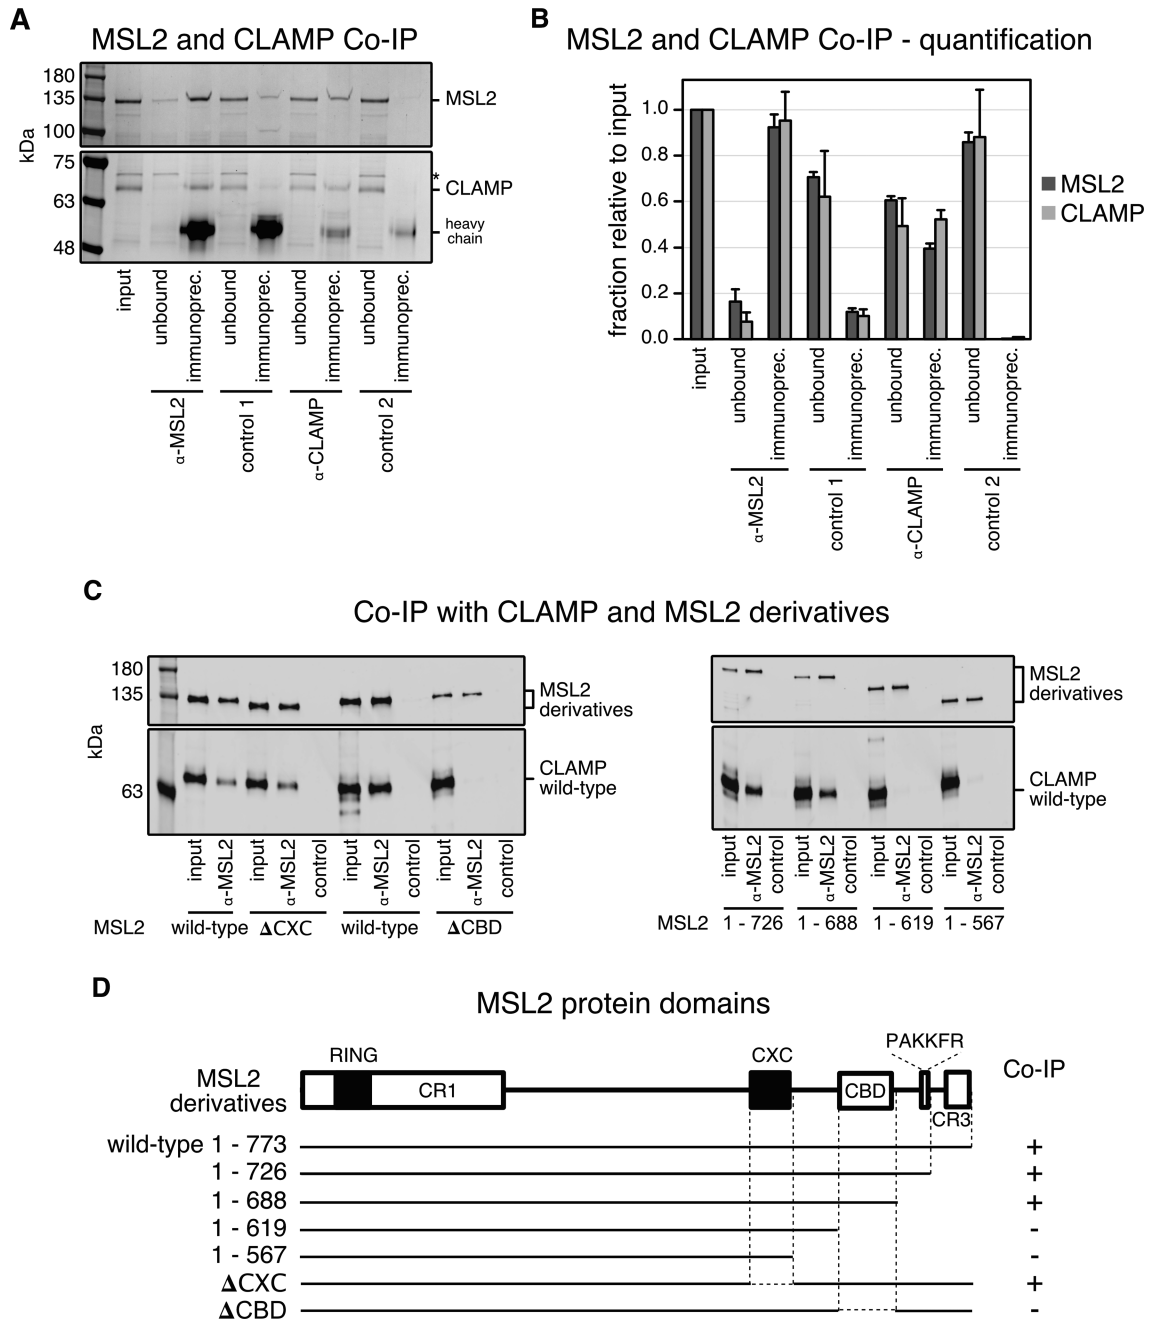 A
MSL2 and CLAMP Co-IP
180
135
100
75
63
48
kDa
MSL2
*
CLAMP
heavy
chain
input
unbound
immunoprec.
unbound
immunoprec.
unbound
immunoprec.
unbound
immunoprec.
α-MSL2
control 1
α-CLAMP
control 2
B
MSL2 and CLAMP Co-IP - quantification
fraction relative to input
1.0
0.8
0.6
0.4
0.2
0.0
MSL2
CLAMP
input
unbound
immunoprec.
unbound
immunoprec.
unbound
immunoprec.
unbound
immunoprec.
α-MSL2
control 1
α-CLAMP
control 2
C
Co-IP with CLAMP and MSL2 derivatives
180
135
63
kDa
MSL2
derivatives
CLAMP
wild-type
input
α-MSL2
input
α-MSL2
control
input
α-MSL2
control
input
α-MSL2
control
MSL2 wild-type ΔCXC wild-type ΔCBD
MSL2
derivatives
CLAMP
wild-type
input
α-MSL2
control
input
α-MSL2
control
input
α-MSL2
control
input
α-MSL2
control
MSL2 1 - 726 1 - 688 1 - 619 1 - 567
D
MSL2 protein domains
PAKKFR
RING CXC Co-IP
MSL2
derivatives
CR1 CBD
CR3
wild-type 1 - 773 +
1 - 726 +
1 - 688 +
1 - 619 -
1 - 567 -
ΔCXC +
ΔCBD -